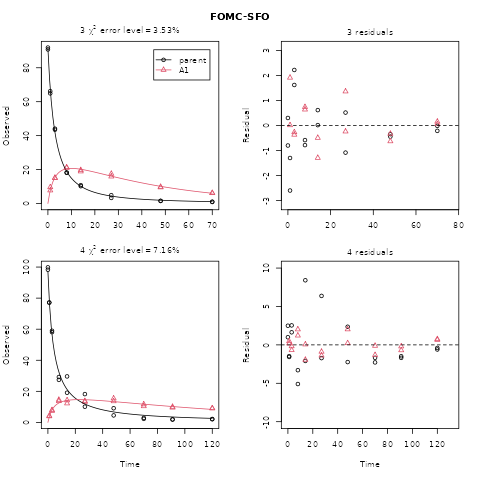 FOMC-SFO
3 χ² error level = 3.53%
3 residuals
Observed
0 20 40 60 80
parent
A1
0 10 20 30 40 50 60 70
Residual
-3 -2 -1 0 1 2 3
0 20 40 60 80
4 χ² error level = 7.16%
4 residuals
Observed
0 20 40 60 80 100
0 20 40 60 80 100 120
Time
Residual
-10 -5 0 5 10
0 20 40 60 80 100 120
Time